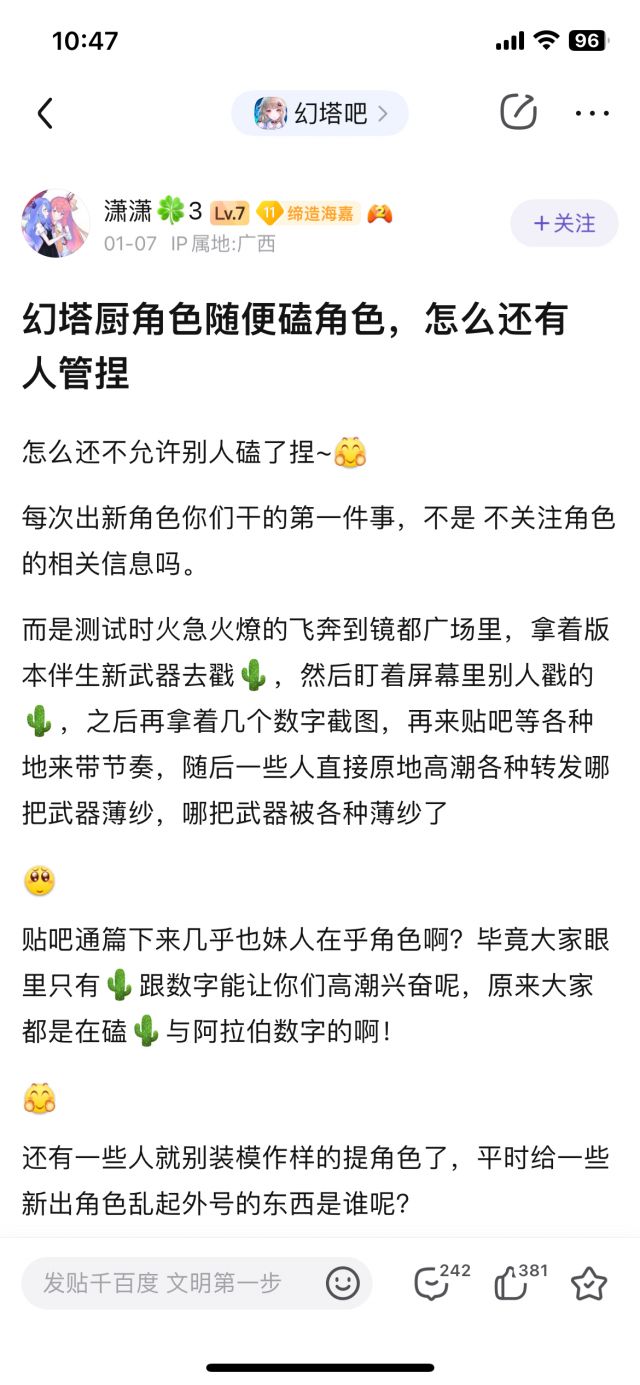 10:47
96
幻塔吧
潇潇🍀3 Lv.7 11 缔造海嘉
01-07 IP属地:广西
+关注
幻塔厨角色随便磕角色，怎么还有
人管捏
怎么还不允许别人磕了捏~🤗
每次出新角色你们干的第一件事，不是 不关注角色
的相关信息吗。
而是测试时火急火燎的飞奔到镜都广场里，拿着版
本伴生新武器去戳🌵，然后盯着屏幕里别人戳的
🌵，之后再拿着几个数字截图，再来贴吧等各种
地来带节奏，随后一些人直接原地高潮各种转发哪
把武器薄纱，哪把武器被各种薄纱了
🥺
贴吧通篇下来几乎也妹人在乎角色啊？毕竟大家眼
里只有🌵跟数字能让你们高潮兴奋呢，原来大家
都是在磕🌵与阿拉伯数字的啊！
🤗
还有一些人就别装模作样的提角色了，平时给一些
新出角色乱起外号的东西是谁呢？
发贴千百度 文明第一步
242
381